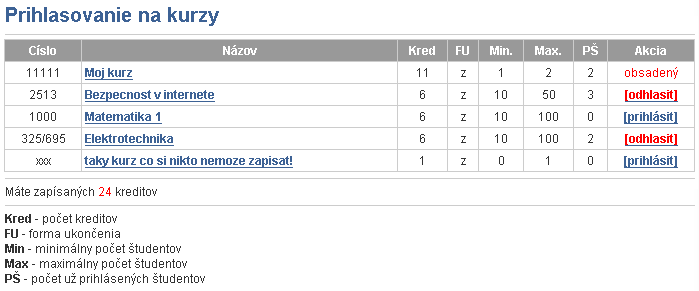 Prihlasovanie na kurzy
Číslo Názov Kred FU Min. Max. PŠ Akcia
11111 Moj kurz 11 z 1 2 2 obsadený
2513 Bezpecnost v internete 6 z 10 50 3 [odhlasit]
1000 Matematika 1 6 z 10 100 0 [prihlásit]
325/695 Elektrotechnika 6 z 10 100 2 [odhlasit]
xxx taky kurz co si nikto nemoze zapisat! 1 z 0 1 0 [prihlásit]
Máte zapísaných 24 kreditov
Kred - počet kreditov
FU - forma ukončenia
Min - minimálny počet študentov
Max - maximálny počet študentov
PŠ - počet už prihlásených študentov